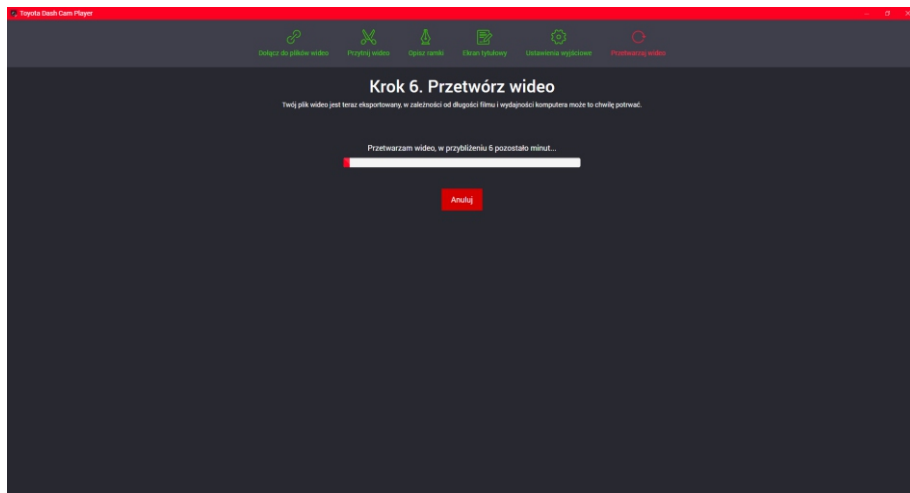 Toyota Dash Cam Player
Dołącz do plików wideo Przytnij wideo Opisz ramki Ekran tytułowy Ustawienia wyjściowe Przetwarzaj wideo
Krok 6. Przetwórz wideo
Twój plik wideo jest teraz eksportowany, w zależności od długości filmu i wydajności komputera może to chwilę potrwać.
Przetwarzam wideo, w przybliżeniu 6 pozostało minut...
Anuluj